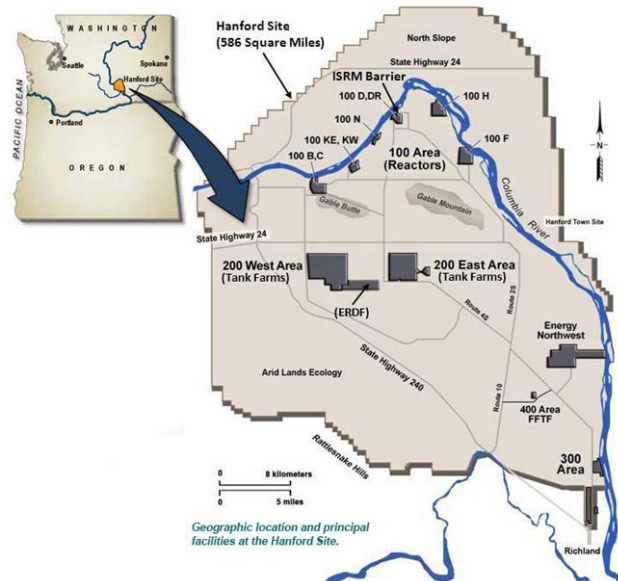 WASHINGTON
Seattle
Spokane
Hanford Site
Portland
PACIFIC OCEAN
OREGON
Hanford Site
(586 Square Miles)
North Slope
State Highway 24
ISRM Barrier
100 D,DR
100 H
100 N
100 KE, KW
100 F
100 B,C
100 Area
(Reactors)
Gable Butte
Gable Mountain
Columbia River
Hanford Town Site
State Highway 24
200 West Area
(Tank Farms)
200 East Area
(Tank Farms)
(ERDF)
Route 4S
Route 2S
Energy
Northwest
State Highway 240
Arid Lands Ecology
Route 10
400 Area
FFTF
Rattlesnake Hills
300
Area
0 8 kilometers
0 5 miles
Geographic location and principal
facilities at the Hanford Site.
Richland